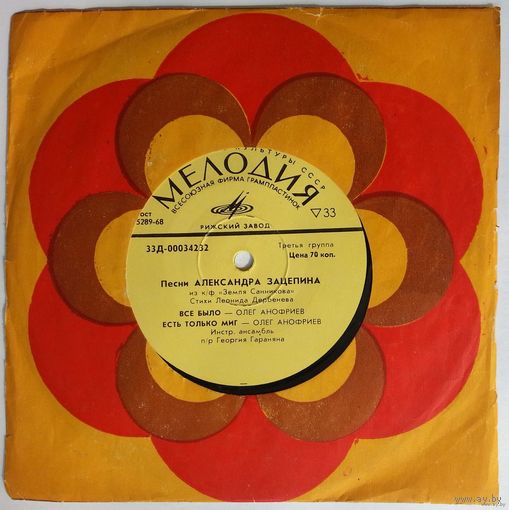 КУЛЬТУРЫ СССР
МЕЛОДИЯ
ВСЕСОЮЗНАЯ ФИРМА ГРАМПЛАСТИНОК
ГОСТ
5289-68
▽33
РИЖСКИЙ ЗАВОД
33Д-00034232
Третья группа
Цена 70 коп.
Песни АЛЕКСАНДРА ЗАЦЕПИНА
из к/ф «Земля Санникова»
Стихи Леонида Дербенева
ВСЕ БЫЛО — ОЛЕГ АНОФРИЕВ
ЕСТЬ ТОЛЬКО МИГ — ОЛЕГ АНОФРИЕВ
Инстр. ансамбль
п/р Георгия Гараняна
www.ay.by